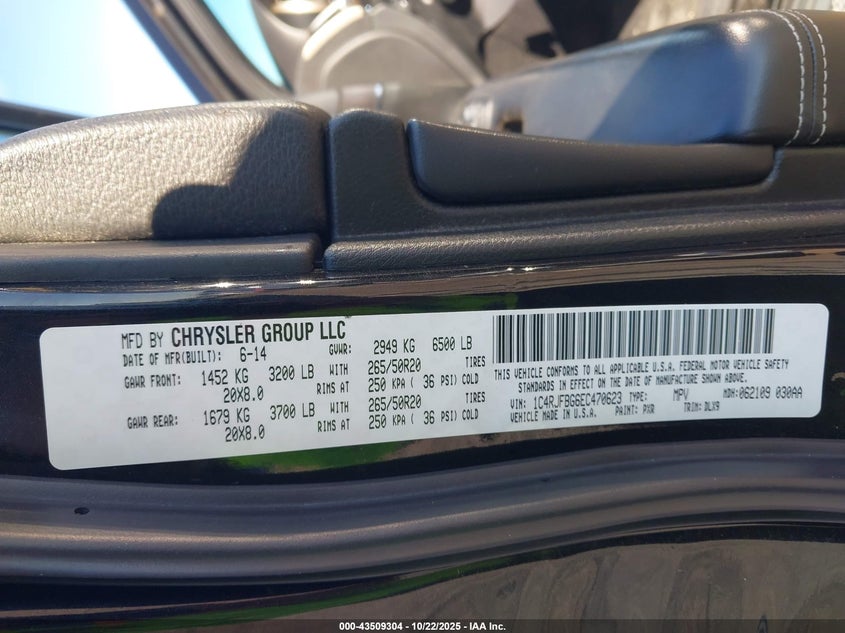 MFD BY CHRYSLER GROUP LLC
DATE OF MFR(BUILT): 6-14 GVWR: 2949 KG 6500 LB
GAWR FRONT: 1452 KG 3200 LB WITH 265/50R20 TIRES
20X8.0 RIMS AT 250 KPA ( 36 PSI) COLD
GAWR REAR: 1679 KG 3700 LB WITH 265/50R20 TIRES
20X8.0 RIMS AT 250 KPA ( 36 PSI) COLD
THIS VEHICLE CONFORMS TO ALL APPLICABLE U.S.A. FEDERAL MOTOR VEHICLE SAFETY
STANDARDS IN EFFECT ON THE DATE OF MANUFACTURE SHOWN ABOVE.
VIN: 1C4RJFBG6EC470623 TYPE: MPV MDH:062109 030AA
VEHICLE MADE IN U.S.A. PAINT: PXR TRIM: DLX9
000-43509304 | 10/22/2025 | IAA Inc.